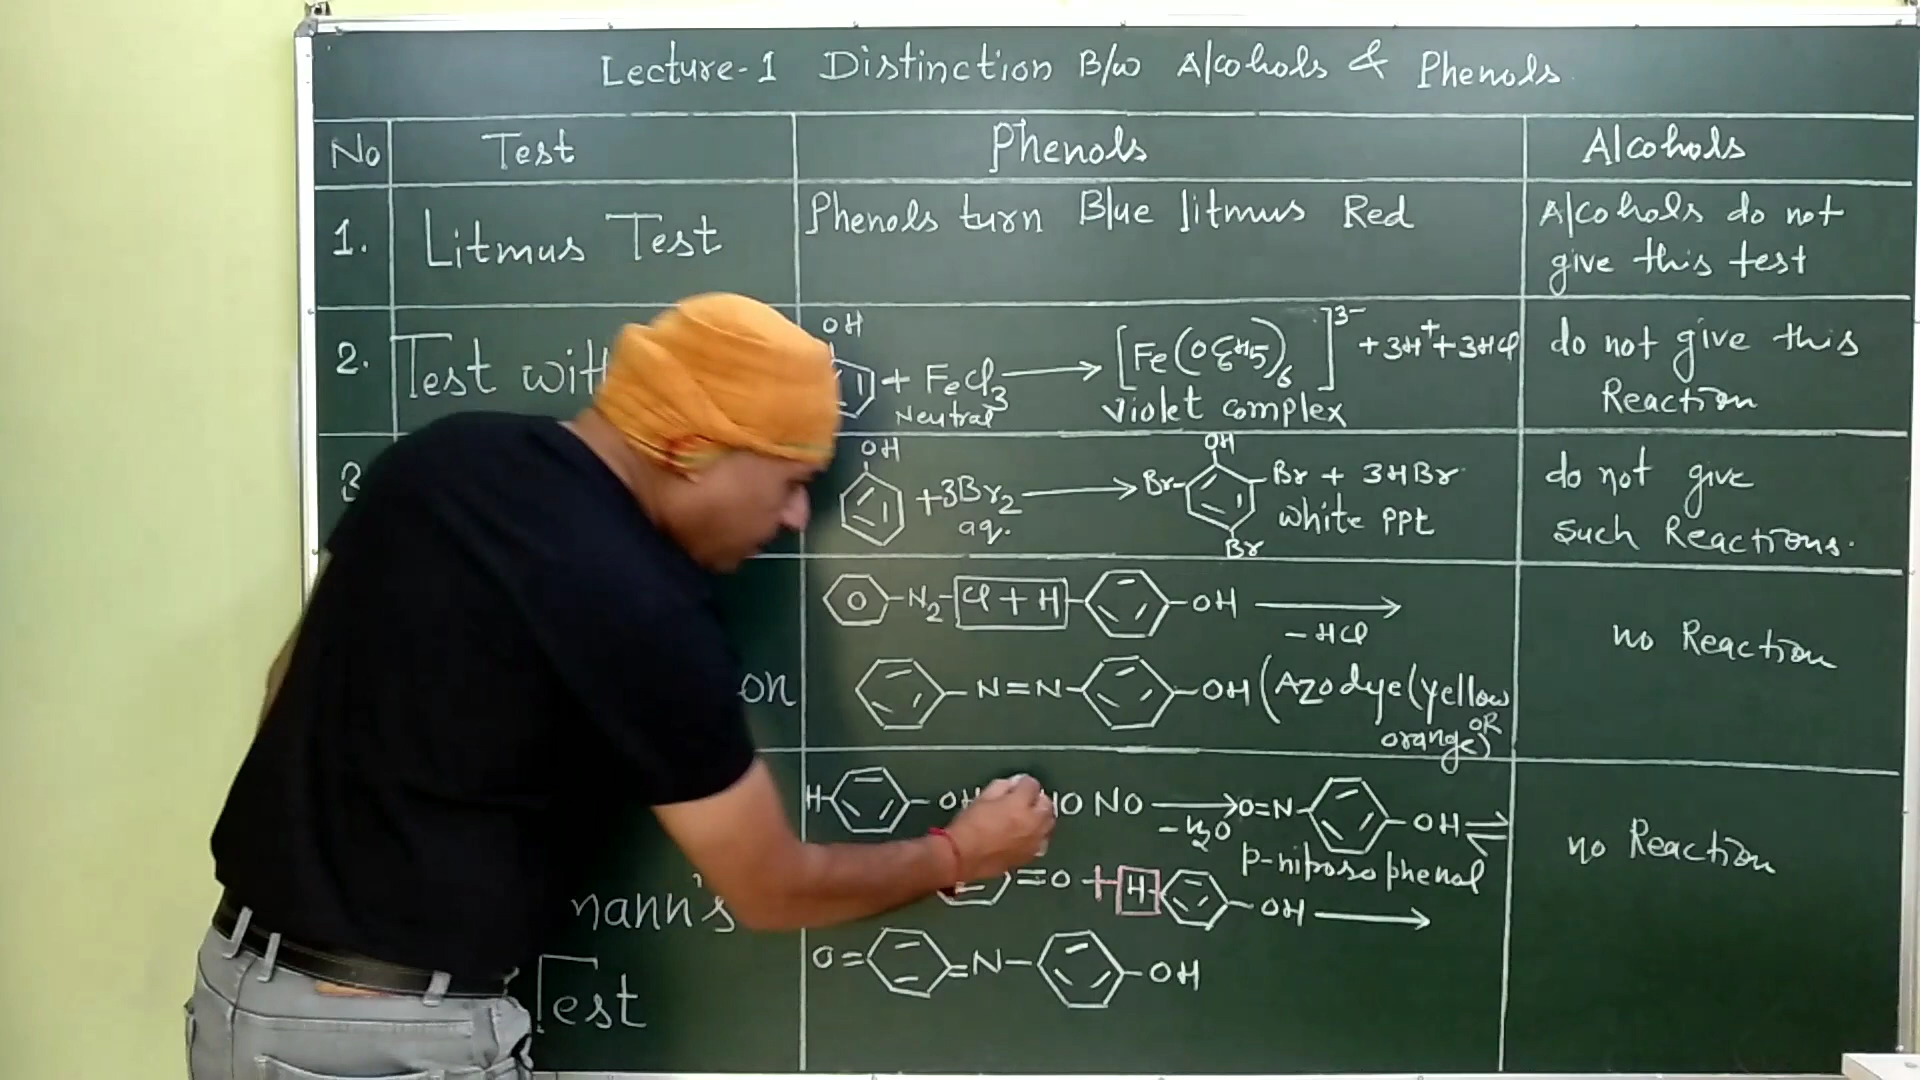 Lecture-1 Distinction B/w Alcohols & Phenols
No Test Phenols Alcohols
1. Litmus Test Phenols turn Blue litmus Red Alcohols do not
give this test
2. Test OH + FeCl3 → [Fe(OC6H5)6]3- + 3H+ + 3HCl do not give this
Neutral Violet complex Reaction
OH + 3Br2 → OH Br Br Br + 3HBr do not give
aq. white ppt such Reactions.
N2 Cl + H OH → no Reaction
- HCl
on N=N OH (Azodye (yellow
OR
orange)
H OH HO NO → O=N OH ⇌ no Reaction
-H2O
p-nitroso phenol
=O + H OH →
nann's
O= =N OH
Test